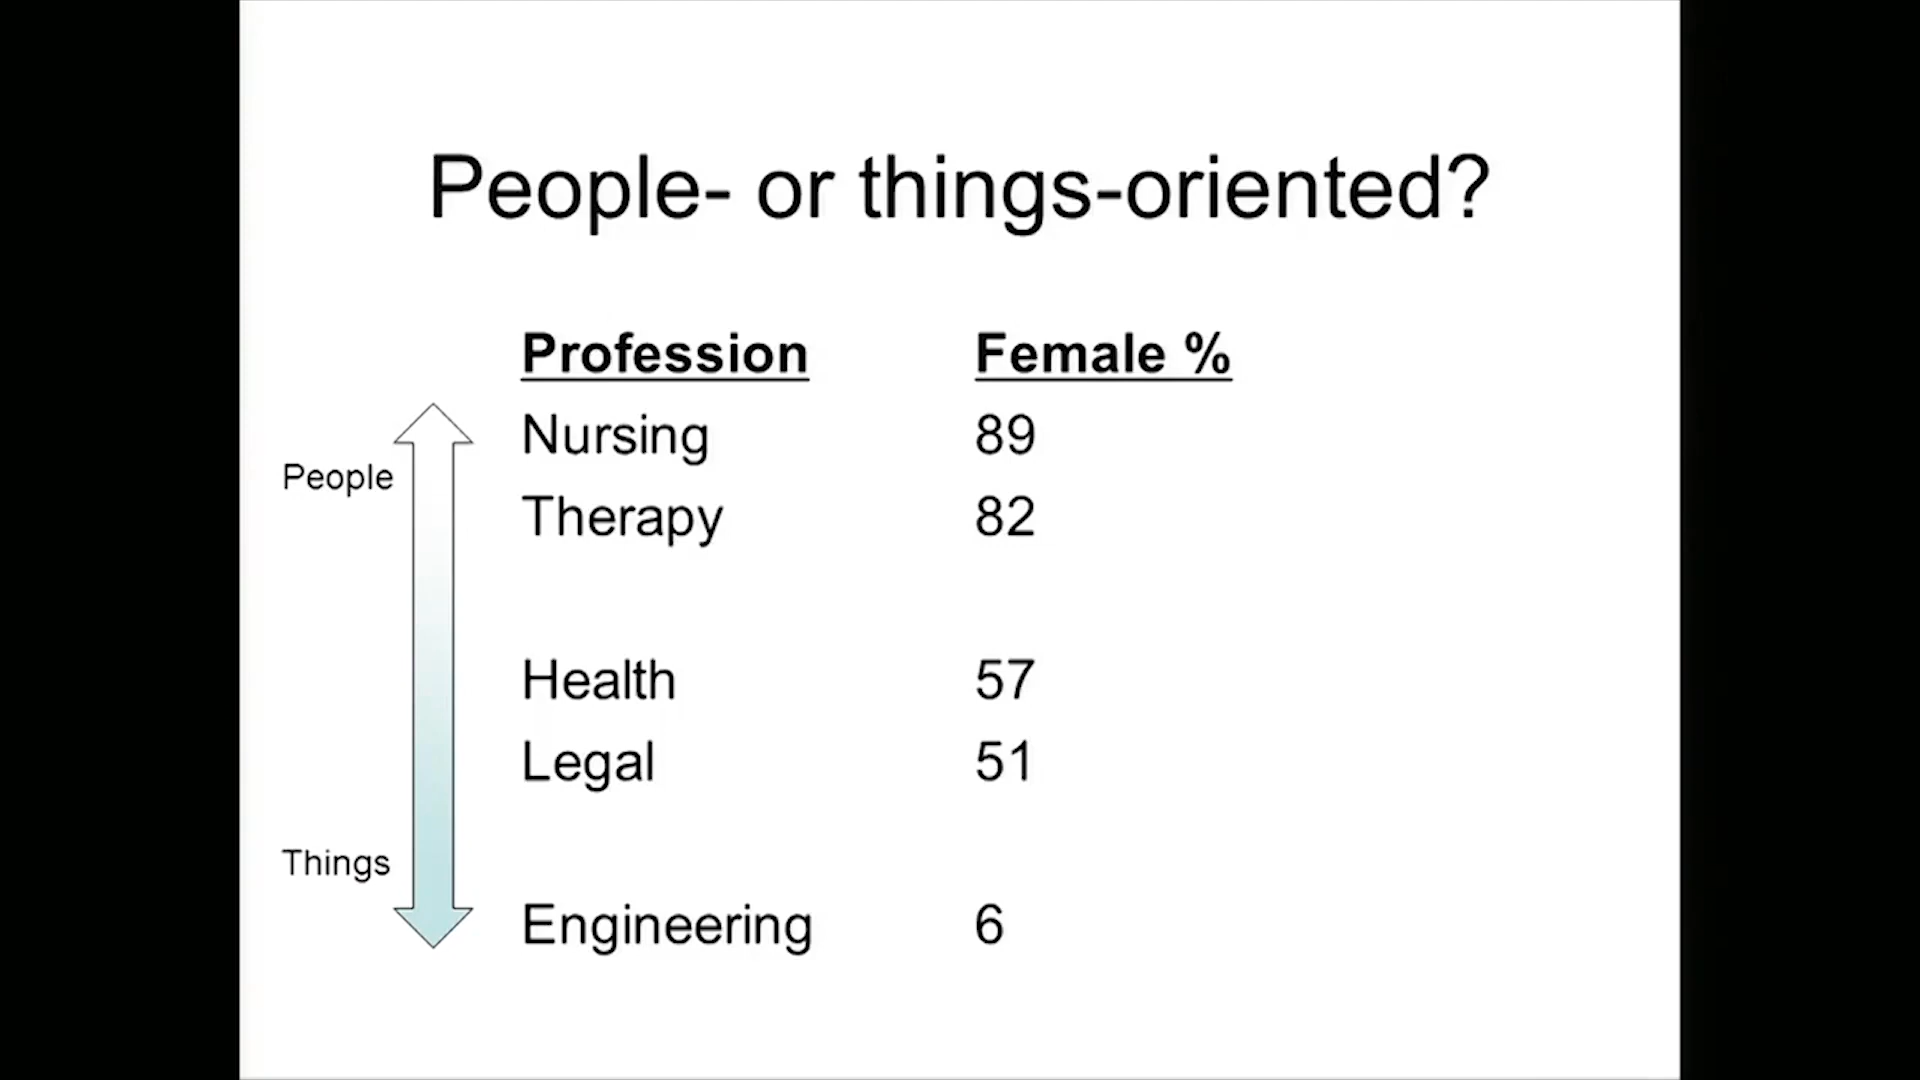 People- or things-oriented?
Profession Female %
Nursing 89
People
Therapy 82
Health 57
Legal 51
Things
Engineering 6